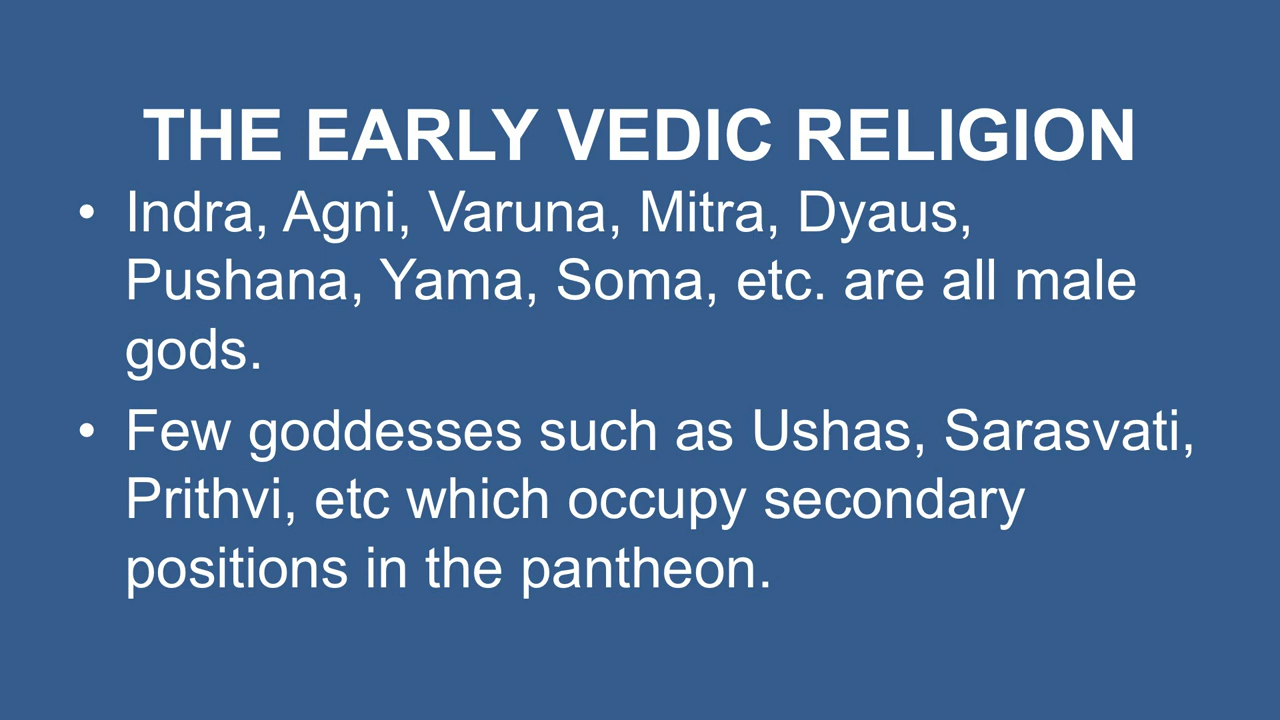 THE EARLY VEDIC RELIGION
• Indra, Agni, Varuna, Mitra, Dyaus,
Pushana, Yama, Soma, etc. are all male
gods.
• Few goddesses such as Ushas, Sarasvati,
Prithvi, etc which occupy secondary
positions in the pantheon.